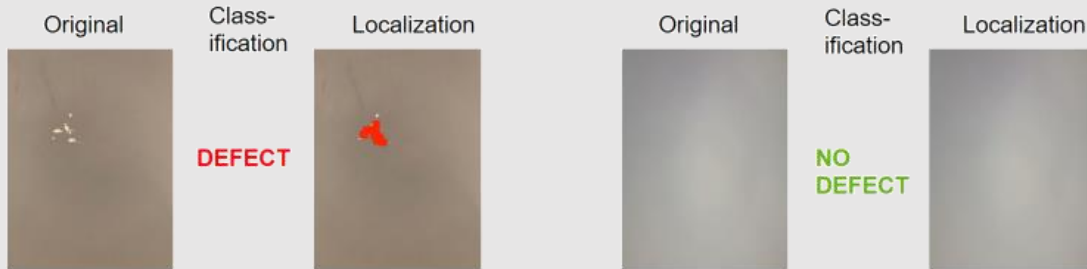 Original
Class-
ification
Localization
DEFECT
Original
Class-
ification
Localization
NO
DEFECT